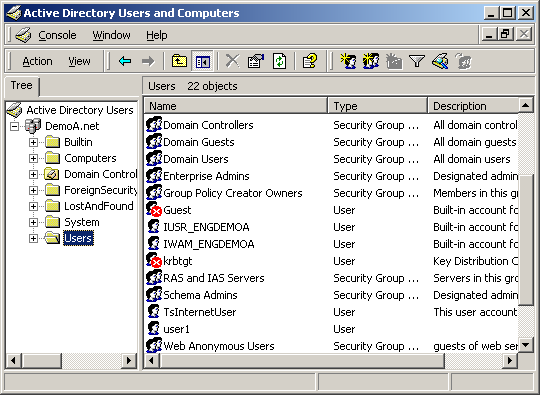 Active Directory Users and Computers
Console Window Help
Action View
Tree
Users 22 objects
Active Directory Users
DemoA.net
Builtin
Computers
Domain Control
ForeignSecurity
LostAndFound
System
Users
Name Type Description
Domain Controllers Security Group ... All domain control
Domain Guests Security Group ... All domain guests
Domain Users Security Group ... All domain users
Enterprise Admins Security Group ... Designated admin
Group Policy Creator Owners Security Group ... Members in this gr
Guest User Built-in account fo
IUSR_ENGDEMOA User Built-in account fo
IWAM_ENGDEMOA User Built-in account fo
krbtgt User Key Distribution C
RAS and IAS Servers Security Group ... Servers in this gro
Schema Admins Security Group ... Designated admin
TsInternetUser User This user account
user1 User
Web Anonymous Users Security Group ... guests of web ser